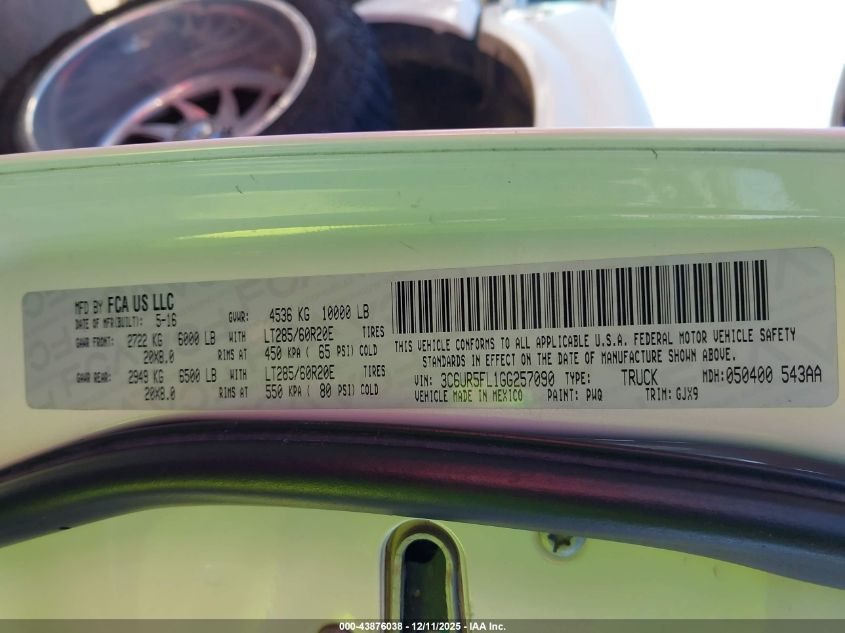 MFD BY FCA US LLC
DATE OF MFR(BUILT): 5-16 GVWR: 4536 KG 10000 LB
GAWR FRONT: 2722 KG 6000 LB WITH LT285/60R20E TIRES
20X8.0 RIMS AT 450 KPA ( 65 PSI) COLD
GAWR REAR: 2949 KG 6500 LB WITH LT285/60R20E TIRES
20X8.0 RIMS AT 550 KPA ( 80 PSI) COLD
THIS VEHICLE CONFORMS TO ALL APPLICABLE U.S.A. FEDERAL MOTOR VEHICLE SAFETY
STANDARDS IN EFFECT ON THE DATE OF MANUFACTURE SHOWN ABOVE.
VIN: 3C6UR5FL1GG257090 TYPE: TRUCK MDH: 050400 543AA
VEHICLE MADE IN MEXICO PAINT: PWQ TRIM: GJX9
000-43876038 - 12/11/2025 - IAA Inc.